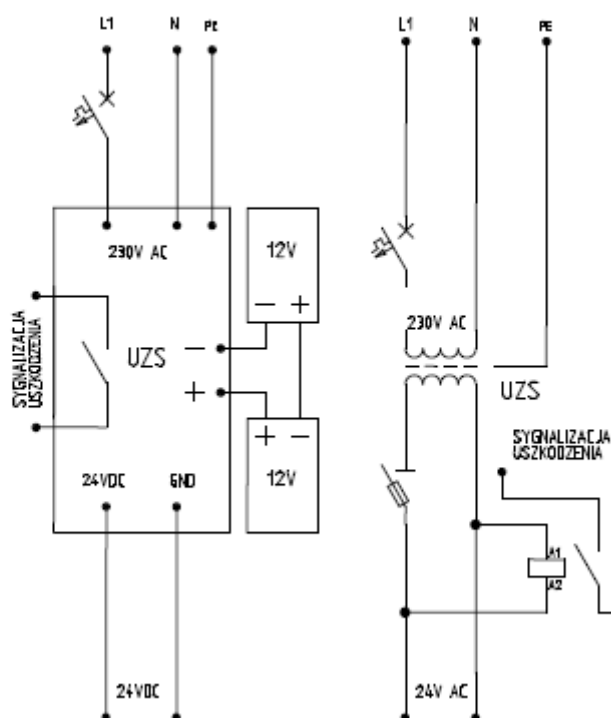 L1 N PE
230V AC
SYGNALIZACJA
USZKODZENIA
UZS
12V
- +
-
+
+ -
12V
24VDC GND
24VDC
L1 N PE
230V AC
UZS
SYGNALIZACJA
USZKODZENIA
A1
A2
24V AC